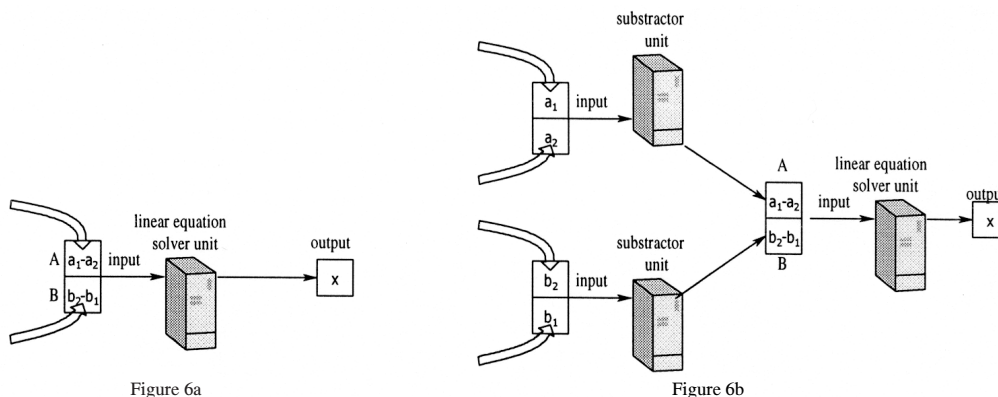 linear equation
solver unit
A
a₁-a₂
B
b₂-b₁
input
output
x
Figure 6a
substractor
unit
a₁
a₂
input
substractor
unit
b₂
b₁
input
A
a₁-a₂
b₂-b₁
B
input
linear equation
solver unit
output
x
Figure 6b